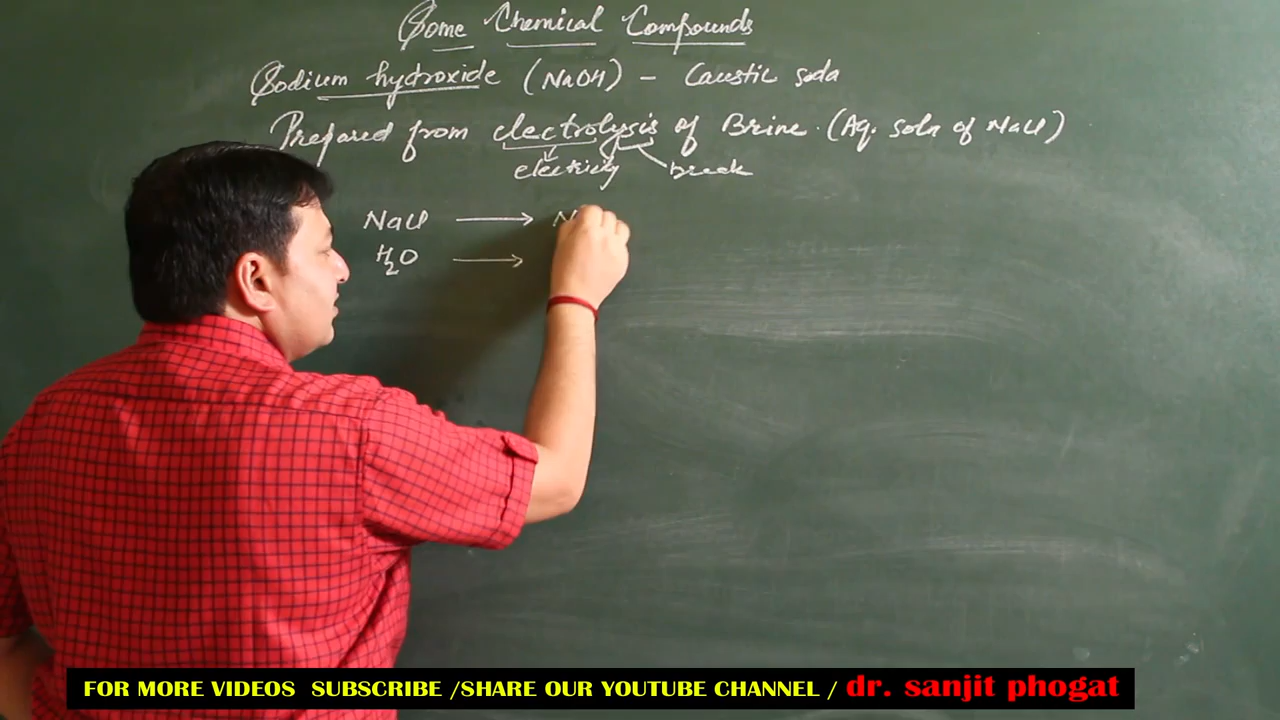 Some Chemical Compounds
Sodium hydroxide (NaOH) - Caustic soda
Prepared from electrolysis of Brine. (Aq. soln of NaCl)
electricity break
NaCl → N
H2O →
FOR MORE VIDEOS SUBSCRIBE /SHARE OUR YOUTUBE CHANNEL / dr. sanjit phogat